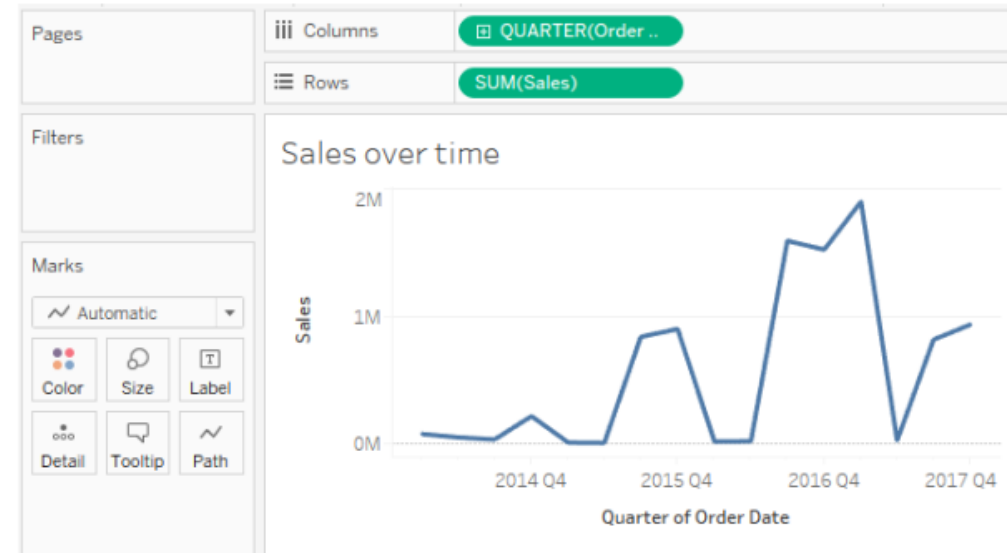 Pages
Columns
QUARTER(Order ..
Rows
SUM(Sales)
Filters
Marks
Automatic
Color
Size
T
Label
Detail
Tooltip
Path
Sales over time
2M
1M
0M
Sales
2014 Q4
2015 Q4
2016 Q4
2017 Q4
Quarter of Order Date